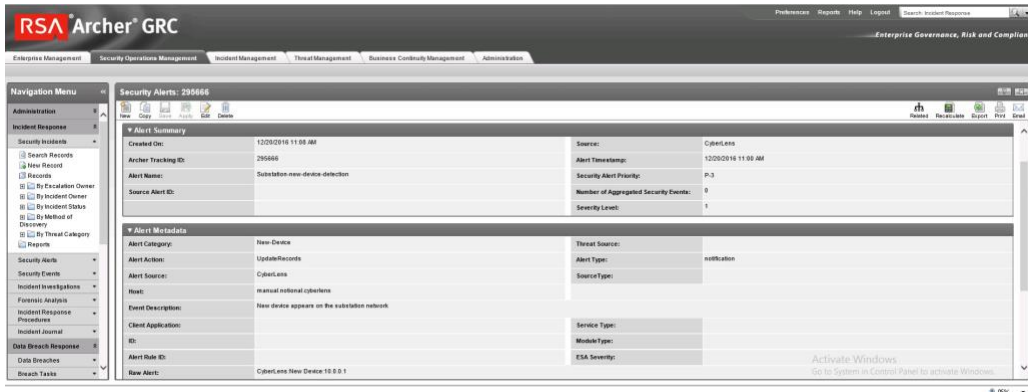 Preferences Reports Help Logout Search: Incident Response
RSA Archer GRC
Enterprise Governance, Risk and Complian
Enterprise Management Security Operations Management Incident Management Threat Management Business Continuity Management Administration
Navigation Menu
Administration
Incident Response
Security Incidents
Search Records
New Record
Records
By Escalation Owner
By Incident Owner
By Incident Status
By Method of
Discovery
By Threat Category
Reports
Security Alerts
Security Events
Incident Investigations
Forensic Analysis
Incident Response
Procedures
Incident Journal
Data Breach Response
Data Breaches
Breach Tasks
Security Alerts: 295666
New Copy Save Apply Edit Delete
Related Recalculate Export Print Email
Alert Summary
Created On: 12/20/2016 11:08 AM Source: CyberLens
Archer Tracking ID: 295666 Alert Timestamp: 12/20/2016 11:00 AM
Alert Name: Substation-new-device-detection Security Alert Priority: P-3
Source Alert ID: Number of Aggregated Security Events: 0
Severity Level: 1
Alert Metadata
Alert Category: New-Device Threat Source:
Alert Action: UpdateRecords Alert Type: notification
Alert Source: CyberLens SourceType:
Host: manual.notional.cyberlens
Event Description: New device appears on the substation network
Client Application: Service Type:
ID: ModuleType:
Alert Rule ID: ESA Severity:
Raw Alert: CyberLens:New Device:10.0.0.1
Activate Windows
Go to System in Control Panel to activate Windows.
95%